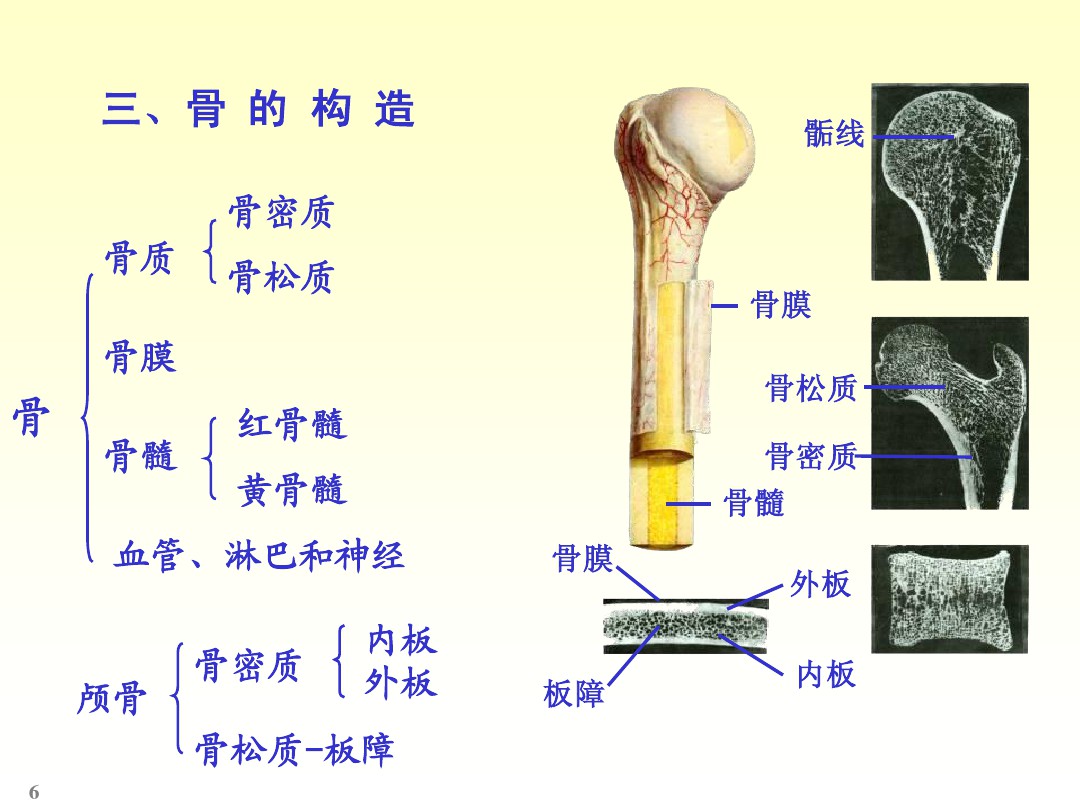 三、骨 的 构 造
骨
骨质
骨密质
骨松质
骨膜
骨髓
红骨髓
黄骨髓
血管、淋巴和神经
颅骨
骨密质
内板
外板
骨松质-板障
骺线
骨膜
骨松质
骨密质
骨髓
骨膜
外板
板障
内板
6